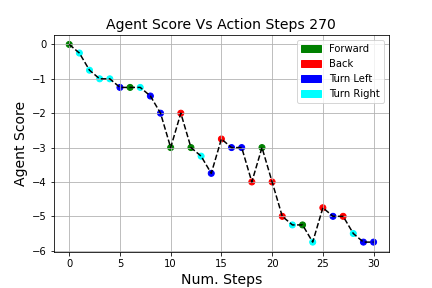 Agent Score Vs Action Steps 270
Forward
Back
Turn Left
Turn Right
Agent Score
0
−1
−2
−3
−4
−5
−6
0 5 10 15 20 25 30
Num. Steps